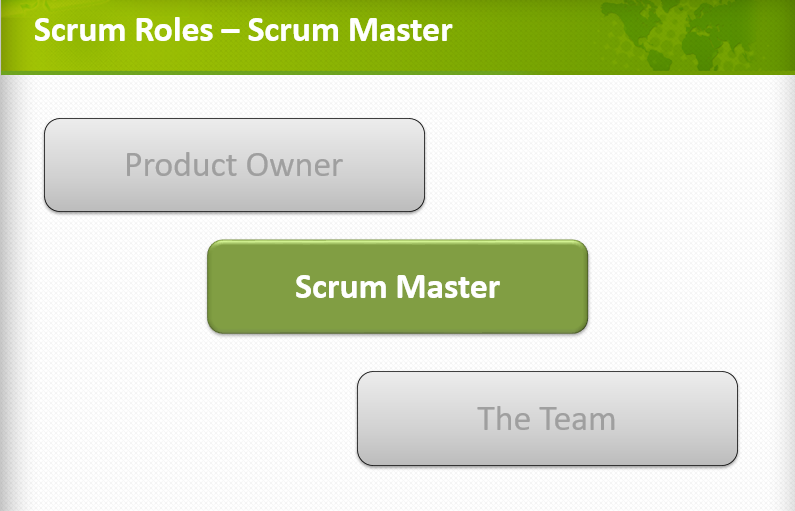 Scrum Roles – Scrum Master
Product Owner
Scrum Master
The Team